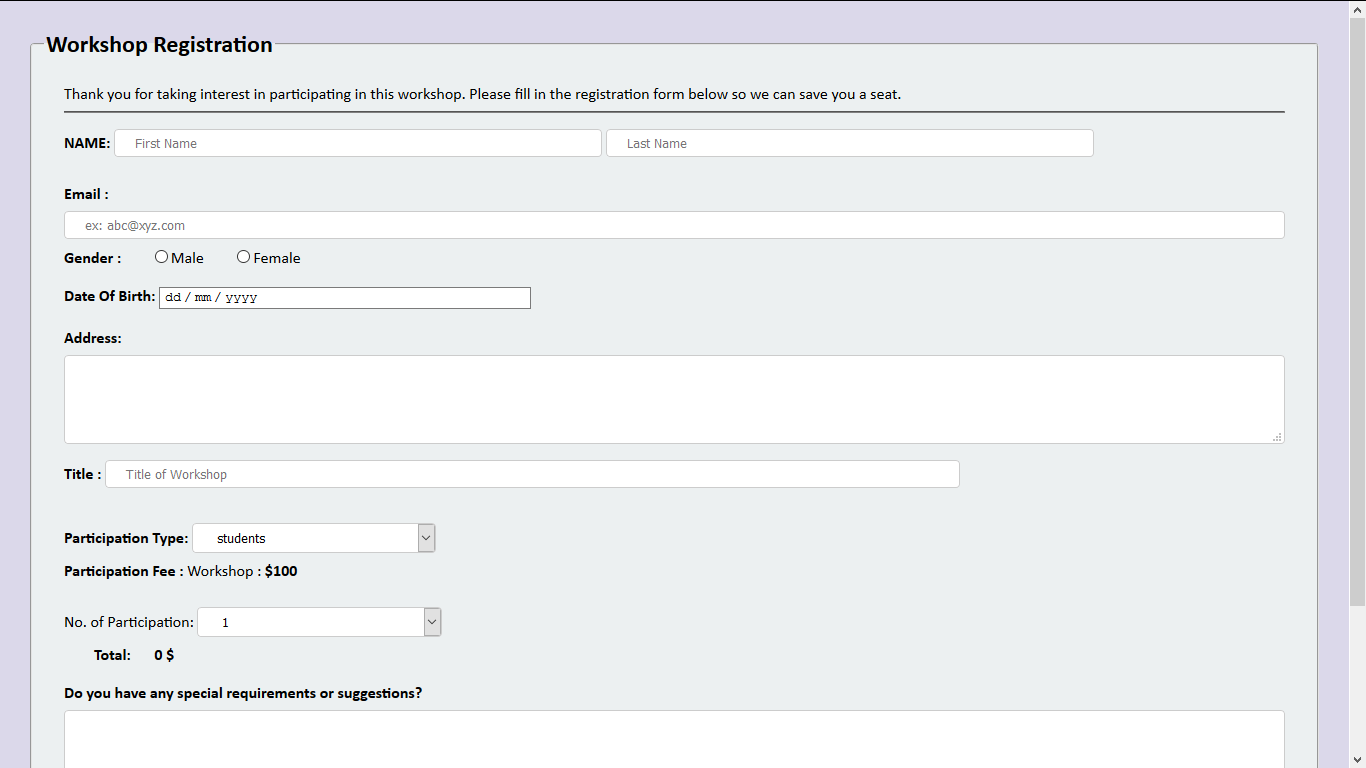 Workshop Registration
Thank you for taking interest in participating in this workshop. Please fill in the registration form below so we can save you a seat.
NAME: First Name Last Name
Email :
ex: abc@xyz.com
Gender : Male Female
Date Of Birth: dd / mm / yyyy
Address:
Title : Title of Workshop
Participation Type: students
Participation Fee : Workshop : $100
No. of Participation: 1
Total: 0 $
Do you have any special requirements or suggestions?